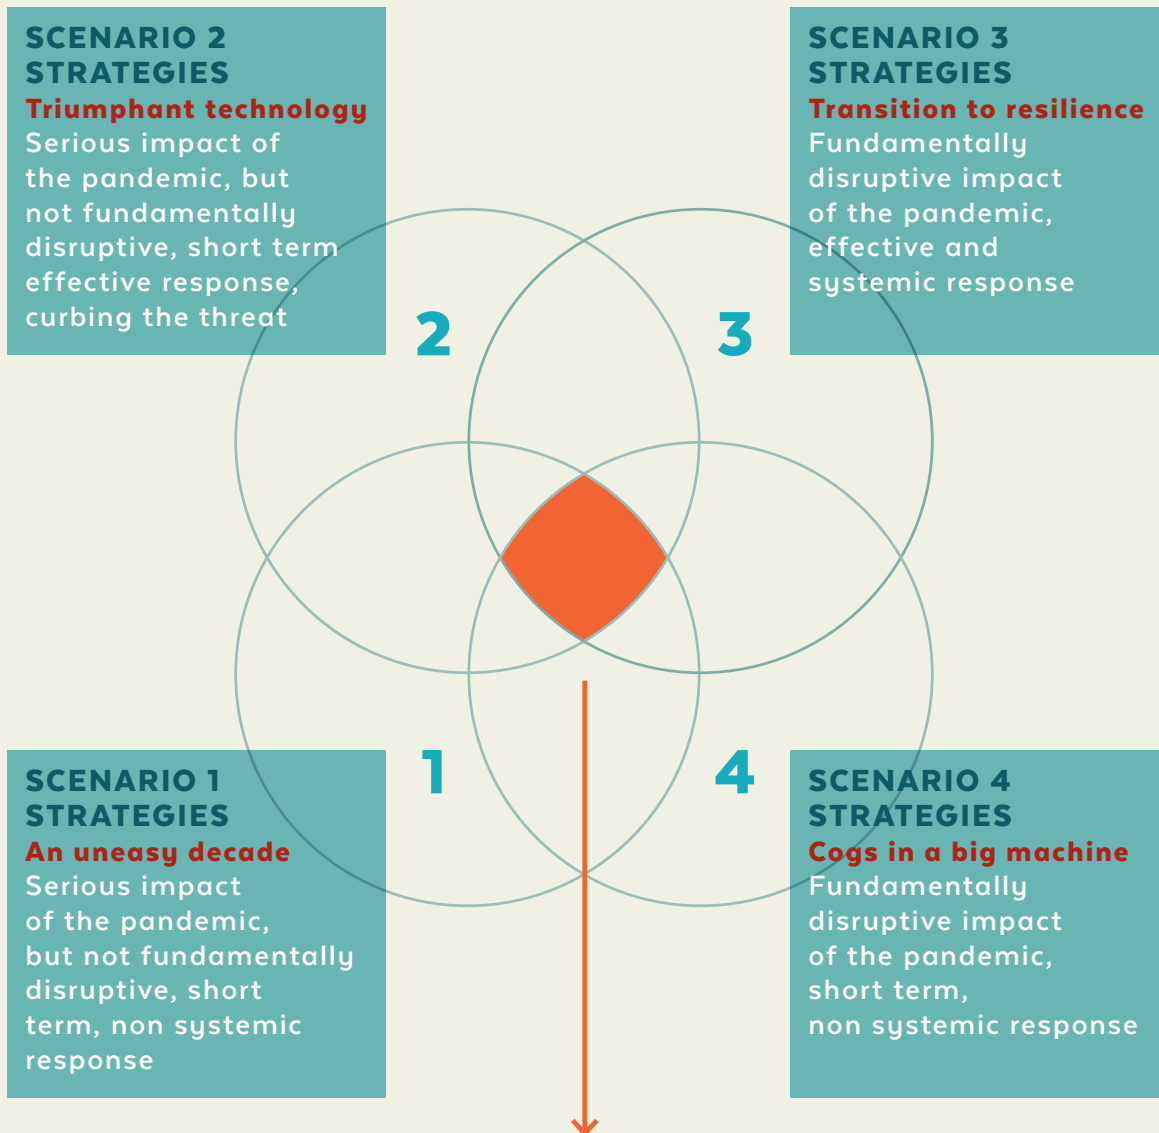 SCENARIO 2
STRATEGIES
Triumphant technology
Serious impact of
the pandemic, but
not fundamentally
disruptive, short term
effective response,
curbing the threat
SCENARIO 3
STRATEGIES
Transition to resilience
Fundamentally
disruptive impact
of the pandemic,
effective and
systemic response
2
3
1
4
SCENARIO 1
STRATEGIES
An uneasy decade
Serious impact
of the pandemic,
but not fundamentally
disruptive, short
term, non systemic
response
SCENARIO 4
STRATEGIES
Cogs in a big machine
Fundamentally
disruptive impact
of the pandemic,
short term,
non systemic response